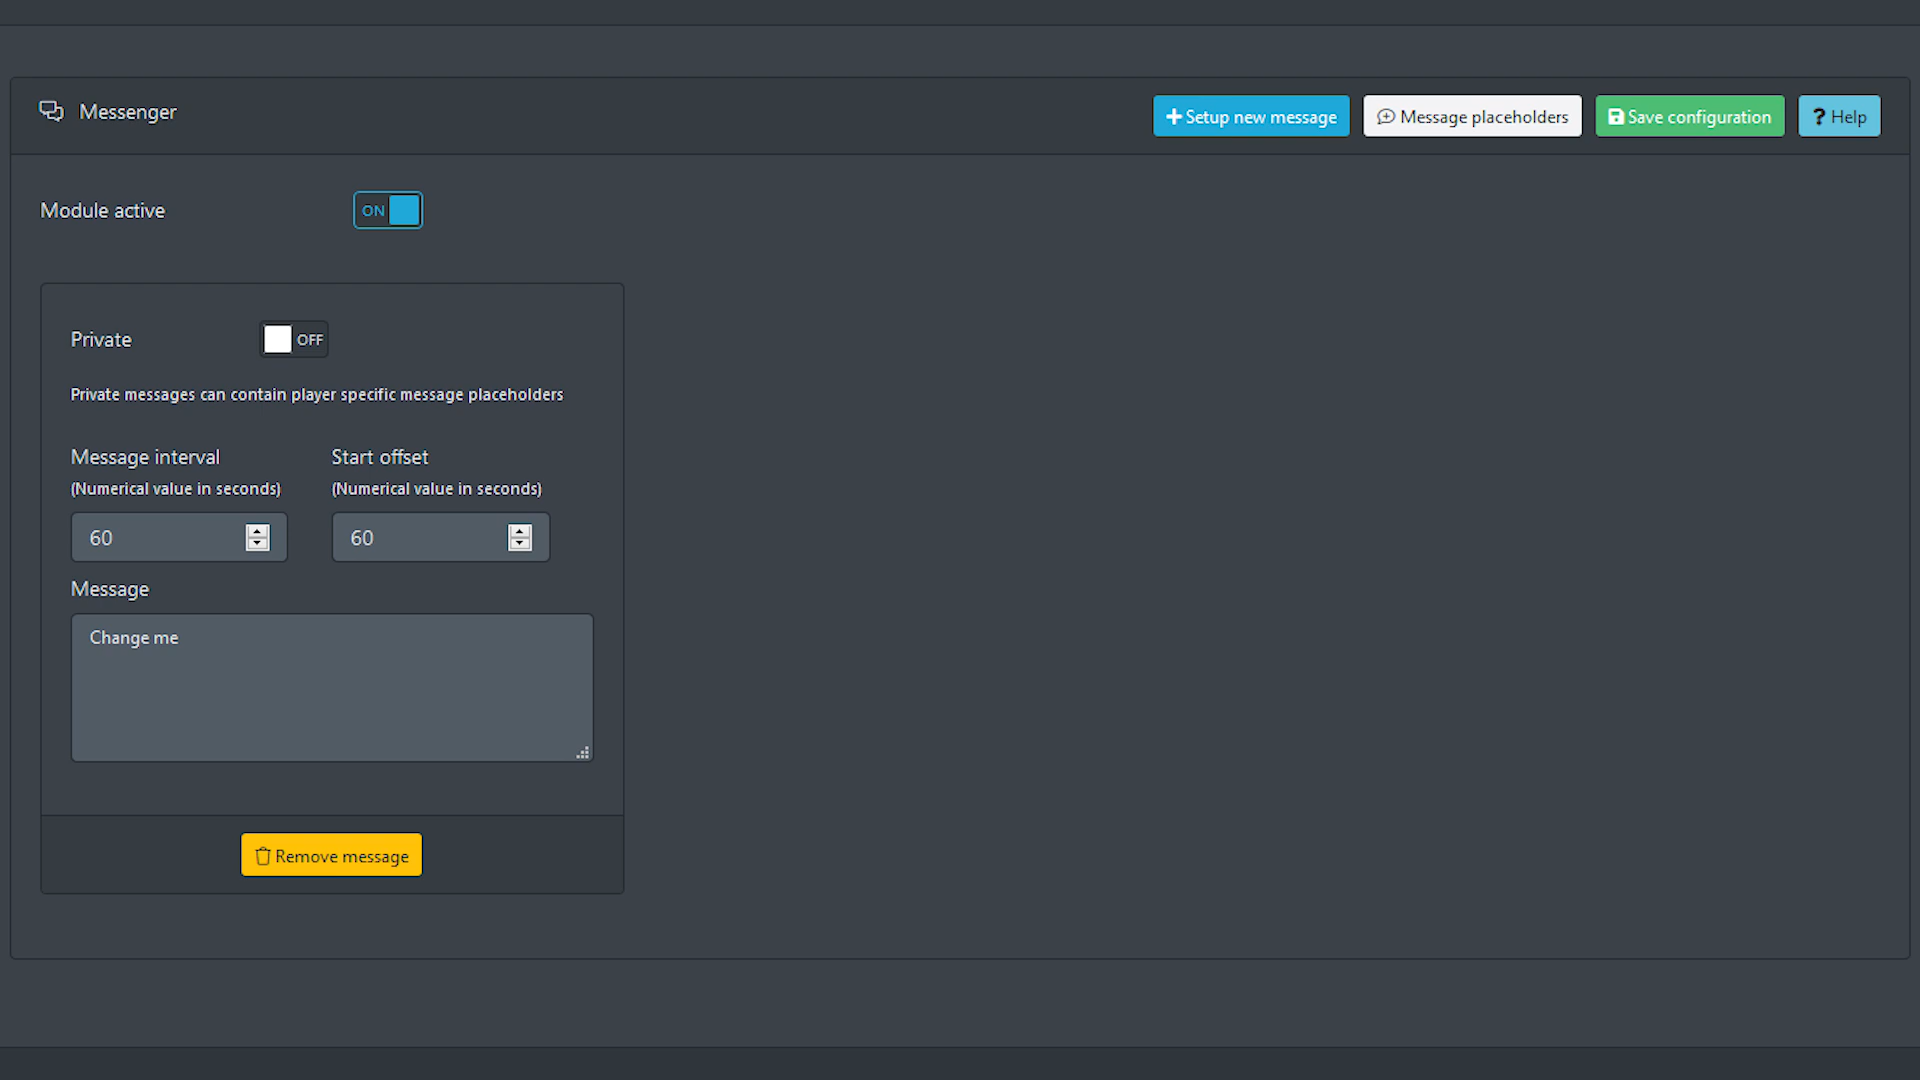 Messenger
Setup new message
Message placeholders
Save configuration
? Help
Module active
ON
Private
OFF
Private messages can contain player specific message placeholders
Message interval
(Numerical value in seconds)
60
Start offset
(Numerical value in seconds)
60
Message
Change me
Remove message